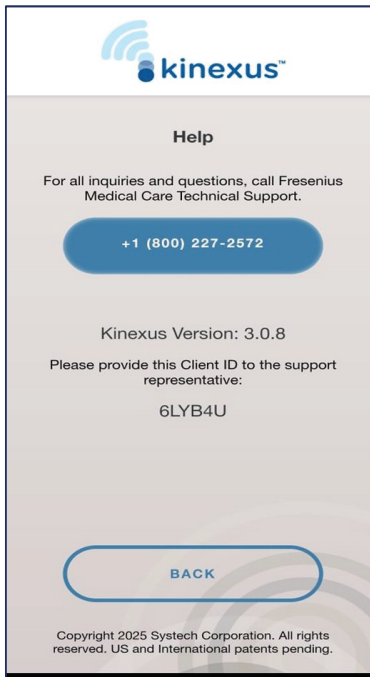 kinexus™
Help
For all inquiries and questions, call Fresenius
Medical Care Technical Support.
+1 (800) 227-2572
Kinexus Version: 3.0.8
Please provide this Client ID to the support
representative:
6LYB4U
BACK
Copyright 2025 Systech Corporation. All rights
reserved. US and International patents pending.